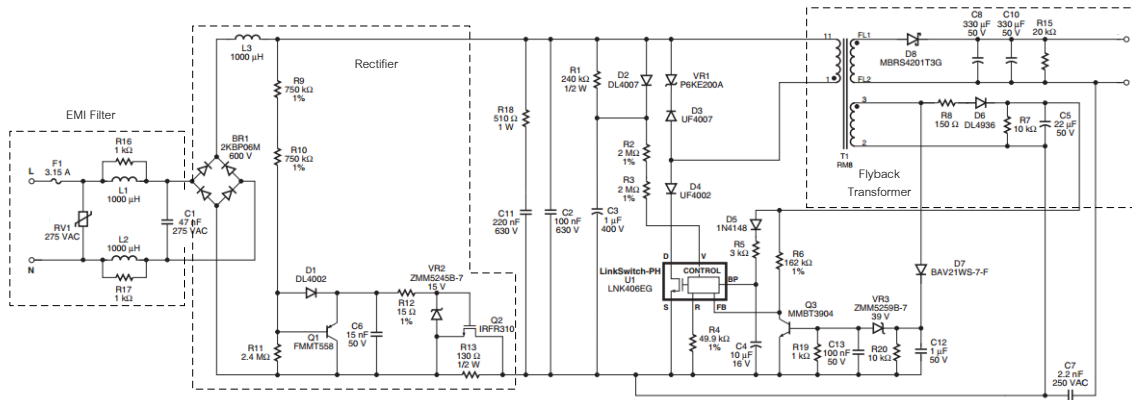 EMI Filter
L
F1
3.15 A
RV1
275 VAC
N
R16
1 kΩ
L1
1000 µH
L2
1000 µH
R17
1 kΩ
C1
47 nF
275 VAC
Rectifier
BR1
2KBP06M
600 V
L3
1000 µH
R9
750 kΩ
1%
R10
750 kΩ
1%
D1
DL4002
R11
2.4 MΩ
Q1
FMMT558
C6
15 nF
50 V
R12
15 Ω
1%
VR2
ZMM5245B-7
15 V
Q2
IRFR310
R13
130 Ω
1/2 W
R18
510 Ω
1 W
C11
220 nF
630 V
C2
100 nF
630 V
R1
240 kΩ
1/2 W
D2
DL4007
VR1
P6KE200A
D3
UF4007
R2
2 MΩ
1%
R3
2 MΩ
1%
C3
1 µF
400 V
D4
UF4002
LinkSwitch-PH
U1
LNK406EG
D
V
CONTROL
BP
S
R
FB
R4
49.9 kΩ
1%
D5
1N4148
R5
3 kΩ
C4
10 µF
16 V
R6
162 kΩ
1%
Q3
MMBT3904
R19
1 kΩ
C13
100 nF
50 V
VR3
ZMM5259B-7
39 V
R20
10 kΩ
C12
1 µF
50 V
D7
BAV21WS-7-F
C7
2.2 nF
250 VAC
11
1
FL1
FL2
3
2
T1
RM8
Flyback
Transformer
D8
MBRS4201T3G
C8
330 µF
50 V
C10
330 µF
50 V
R15
20 kΩ
R8
150 Ω
D6
DL4936
R7
10 kΩ
C5
22 µF
50 V